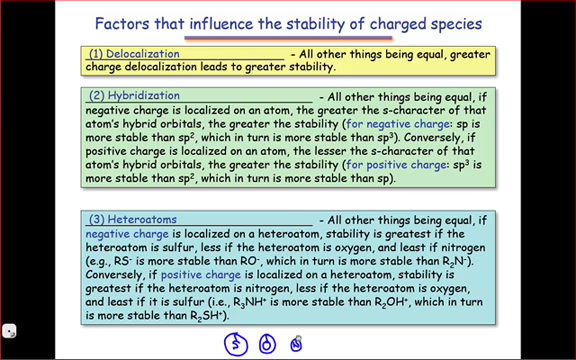 Factors that influence the stability of charged species
(1) Delocalization - All other things being equal, greater
charge delocalization leads to greater stability.
(2) Hybridization - All other things being equal, if
negative charge is localized on an atom, the greater the s-character of that
atom's hybrid orbitals, the greater the stability (for negative charge: sp is
more stable than sp², which in turn is more stable than sp³). Conversely, if
positive charge is localized on an atom, the lesser the s-character of that
atom's hybrid orbitals, the greater the stability (for positive charge: sp³ is
more stable than sp², which in turn is more stable than sp).
(3) Heteroatoms - All other things being equal, if
negative charge is localized on a heteroatom, stability is greatest if the
heteroatom is sulfur, less if the heteroatom is oxygen, and least if nitrogen
(e.g., RS⁻ is more stable than RO⁻, which in turn is more stable than R₂N⁻).
Conversely, if positive charge is localized on a heteroatom, stability is
greatest if the heteroatom is nitrogen, less if the heteroatom is oxygen,
and least if it is sulfur (i.e., R₃NH⁺ is more stable than R₂OH⁺, which in turn
is more stable than R₂SH⁺).
S O N